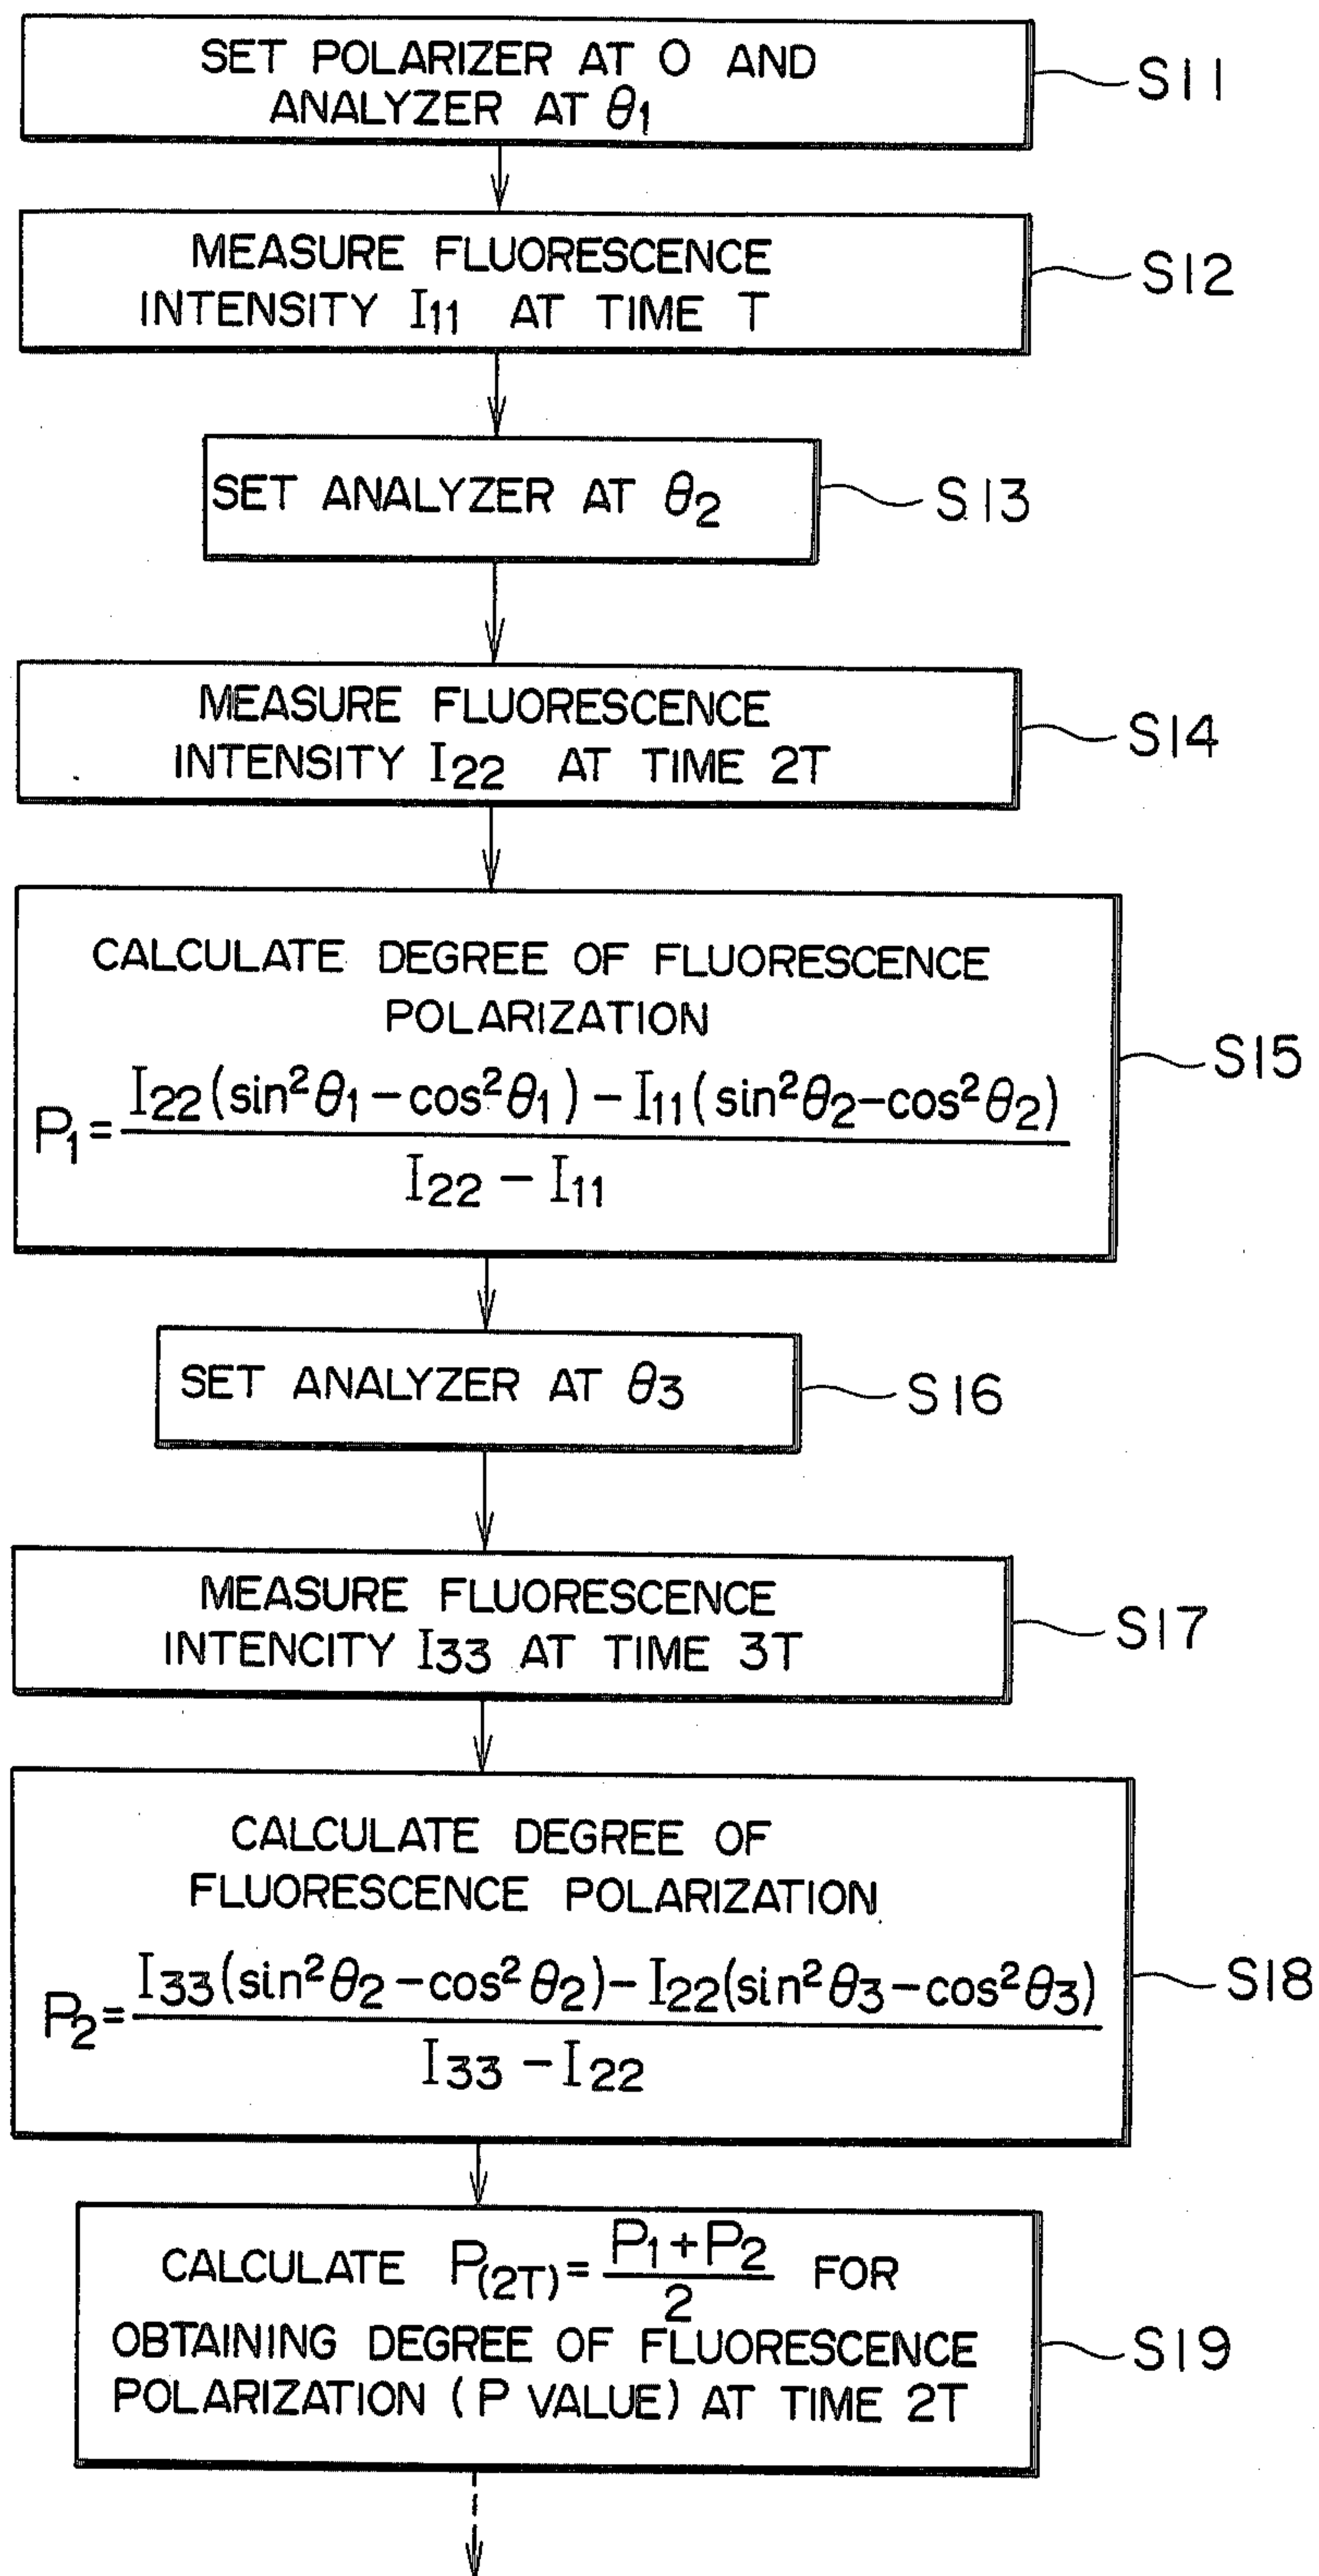 SET POLARIZER AT 0 AND
ANALYZER AT θ1
S11
MEASURE FLUORESCENCE
INTENSITY I11 AT TIME T
S12
SET ANALYZER AT θ2
S13
MEASURE FLUORESCENCE
INTENSITY I22 AT TIME 2T
S14
CALCULATE DEGREE OF FLUORESCENCE
POLARIZATION
P1 = I22 (sin²θ1 – cos²θ1) – I11 (sin²θ2 – cos²θ2)
I22 – I11
S15
SET ANALYZER AT θ3
S16
MEASURE FLUORESCENCE
INTENCITY I33 AT TIME 3T
S17
CALCULATE DEGREE OF
FLUORESCENCE POLARIZATION
P2 = I33 (sin²θ2 – cos²θ2) – I22 (sin²θ3 – cos²θ3)
I33 – I22
S18
CALCULATE P(2T) = P1 + P2 / 2 FOR
OBTAINING DEGREE OF FLUORESCENCE
POLARIZATION (P VALUE) AT TIME 2T
S19